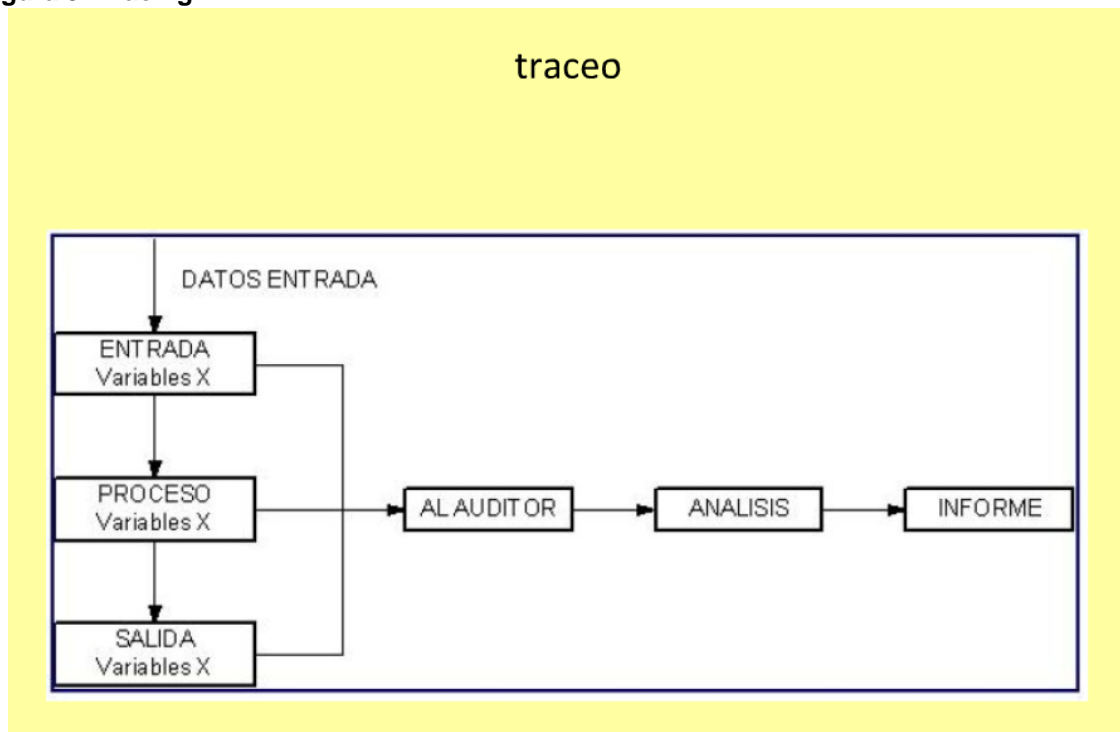 traceo
DATOS ENTRADA
ENTRADA
Variables X
PROCESO
Variables X
AL AUDITOR
ANALISIS
INFORME
SALIDA
Variables X